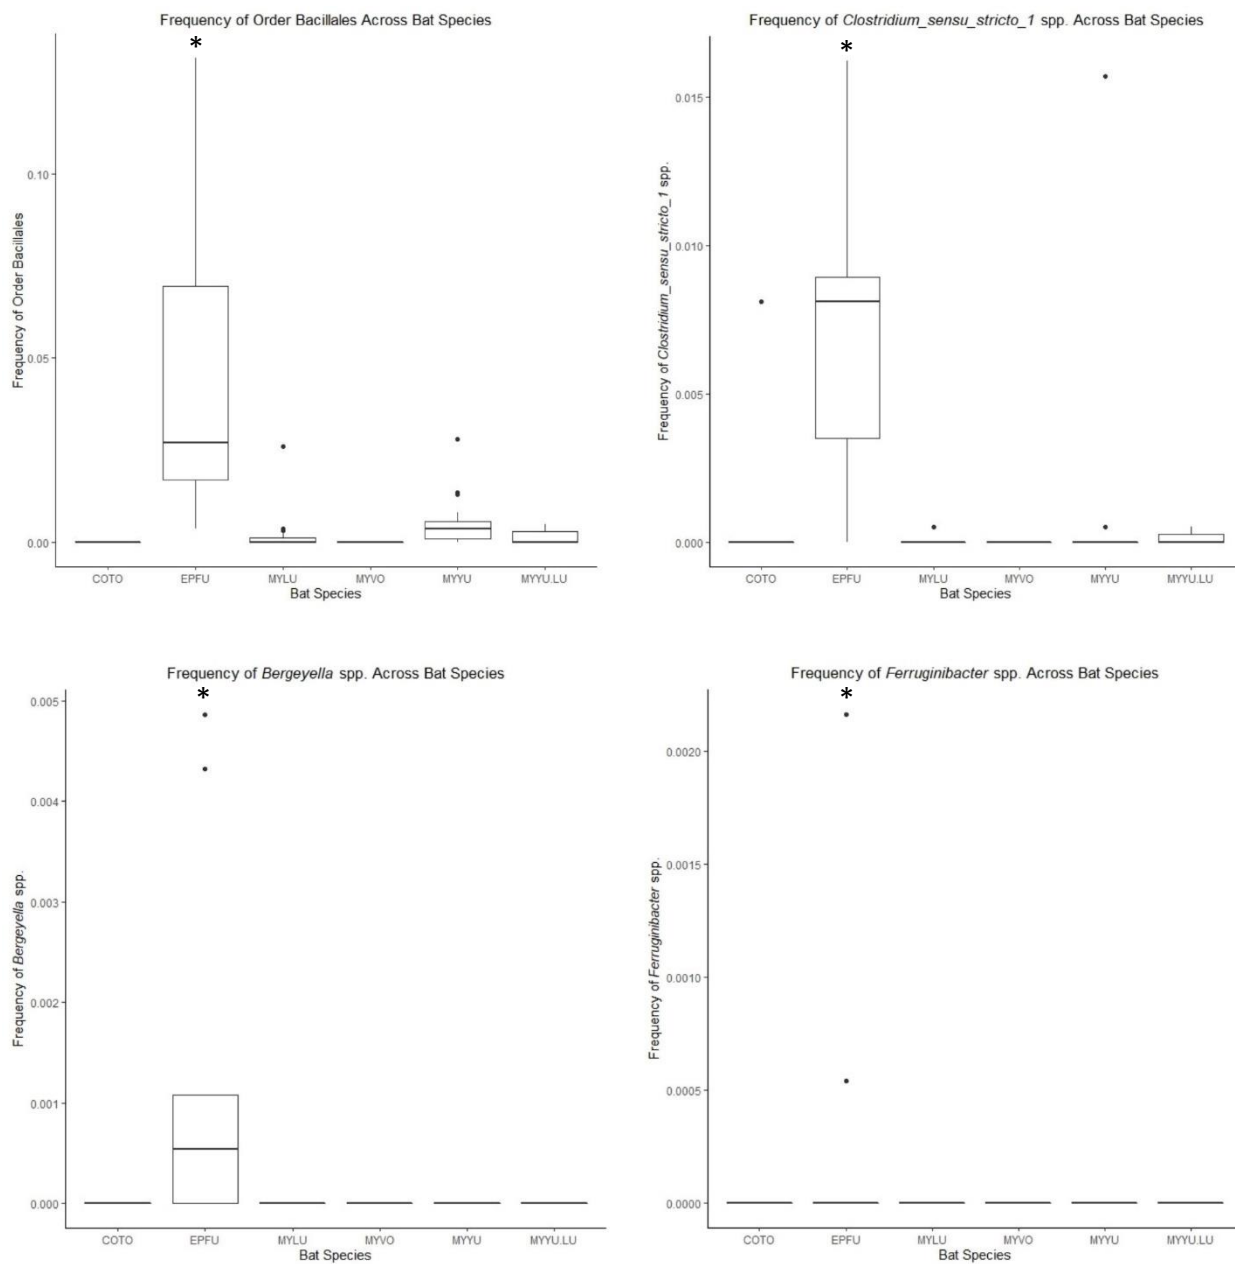 Frequency of Order Bacillales Across Bat Species
*
Frequency of Order Bacillales
0.10
0.05
0.00
COTO EPFU MYLU MYVO MYYU MYYU.LU
Bat Species
Frequency of Clostridium_sensu_stricto_1 spp. Across Bat Species
*
Frequency of Clostridium_sensu_stricto_1 spp.
0.015
0.010
0.005
0.000
COTO EPFU MYLU MYVO MYYU MYYU.LU
Bat Species
Frequency of Bergeyella spp. Across Bat Species
*
Frequency of Bergeyella spp.
0.005
0.004
0.003
0.002
0.001
0.000
COTO EPFU MYLU MYVO MYYU MYYU.LU
Bat Species
Frequency of Ferruginibacter spp. Across Bat Species
*
Frequency of Ferruginibacter spp.
0.0020
0.0015
0.0010
0.0005
0.0000
COTO EPFU MYLU MYVO MYYU MYYU.LU
Bat Species